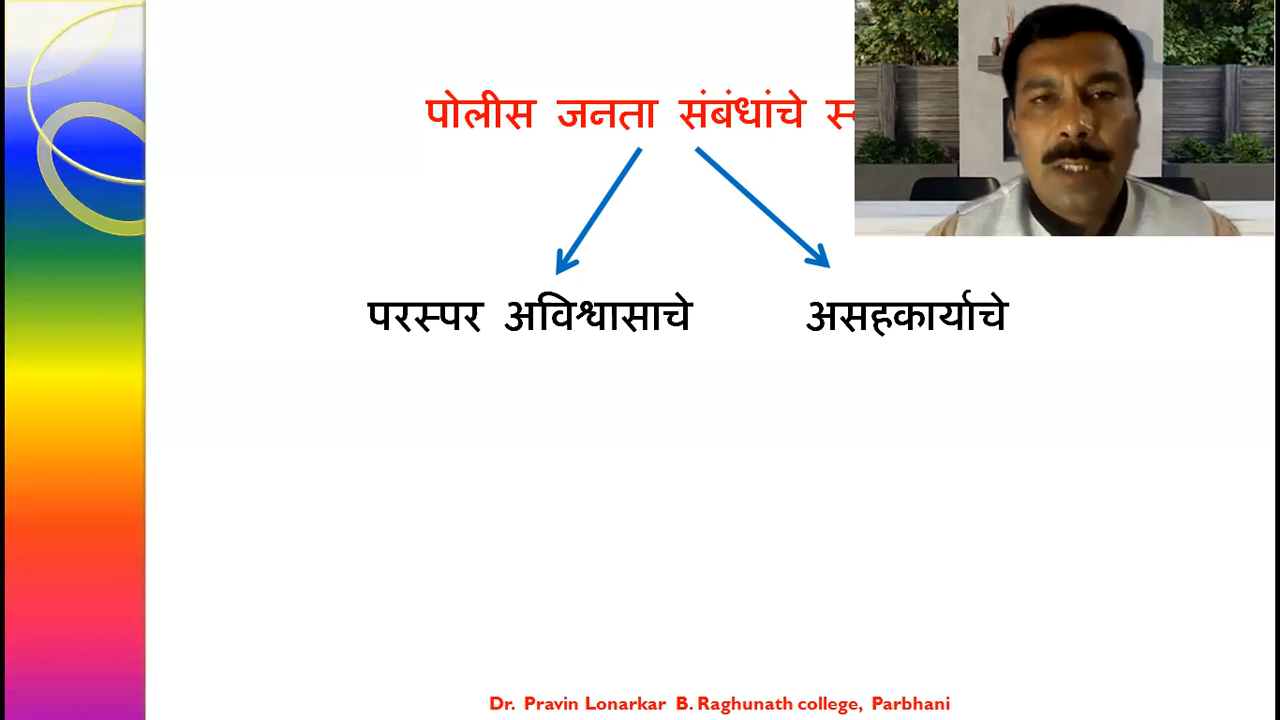 पोलीस जनता संबंधांचे
परस्पर अविश्वासाचे असहकार्याचे
Dr. Pravin Lonarkar B. Raghunath college, Parbhani